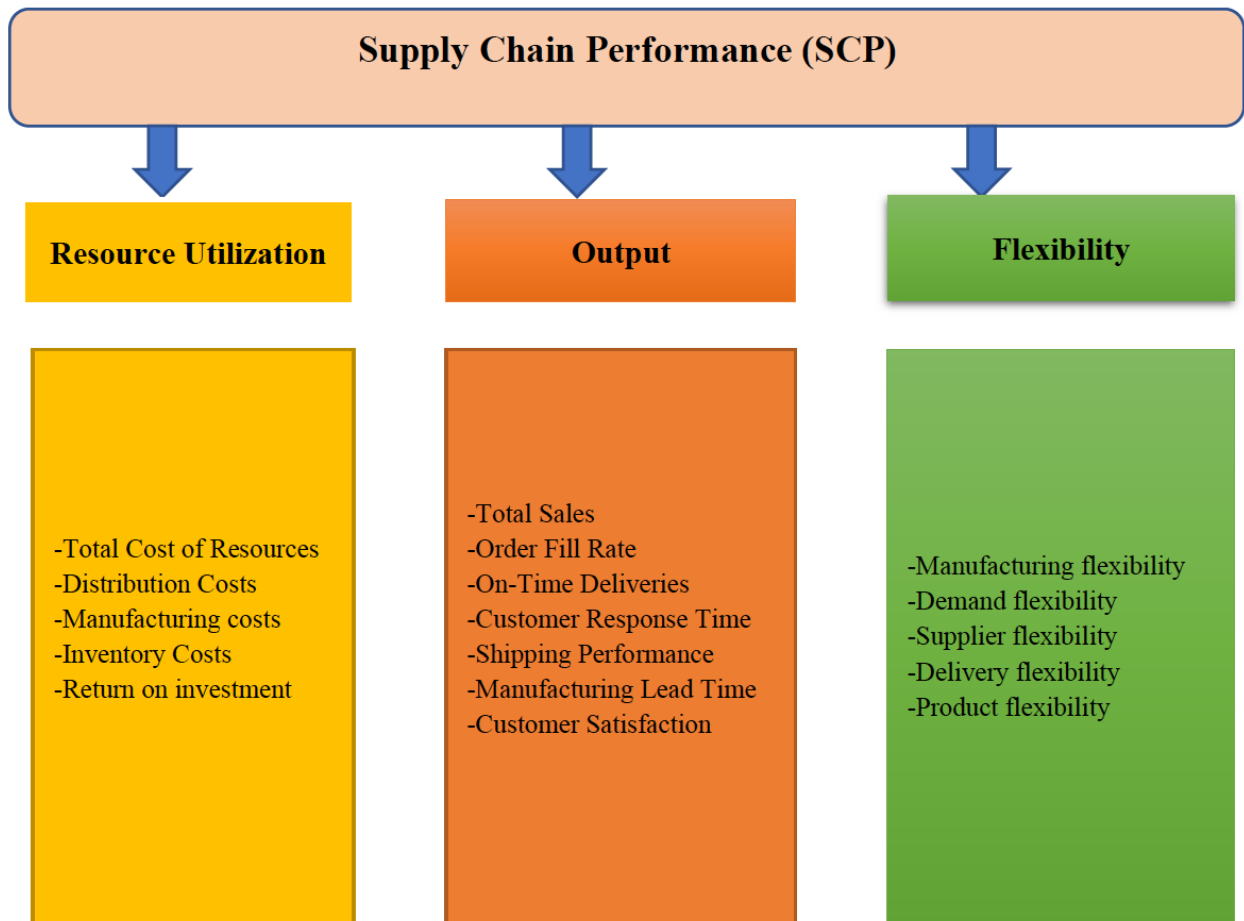 Supply Chain Performance (SCP)
Resource Utilization
Output
Flexibility
-Total Cost of Resources
-Distribution Costs
-Manufacturing costs
-Inventory Costs
-Return on investment
-Total Sales
-Order Fill Rate
-On-Time Deliveries
-Customer Response Time
-Shipping Performance
-Manufacturing Lead Time
-Customer Satisfaction
-Manufacturing flexibility
-Demand flexibility
-Supplier flexibility
-Delivery flexibility
-Product flexibility